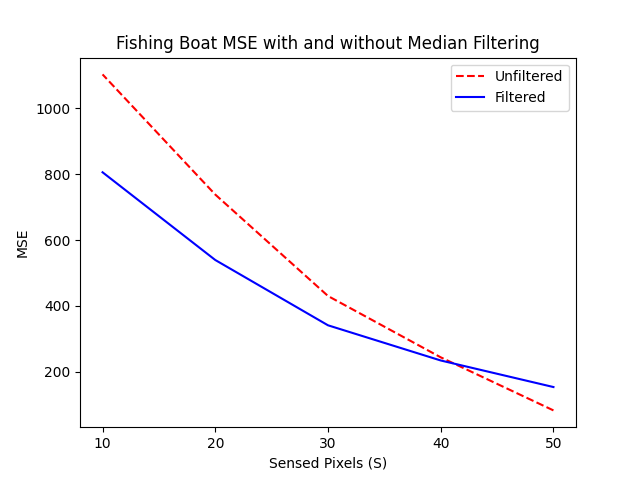 Fishing Boat MSE with and without Median Filtering
Unfiltered
Filtered
MSE
1000
800
600
400
200
10 20 30 40 50
Sensed Pixels (S)